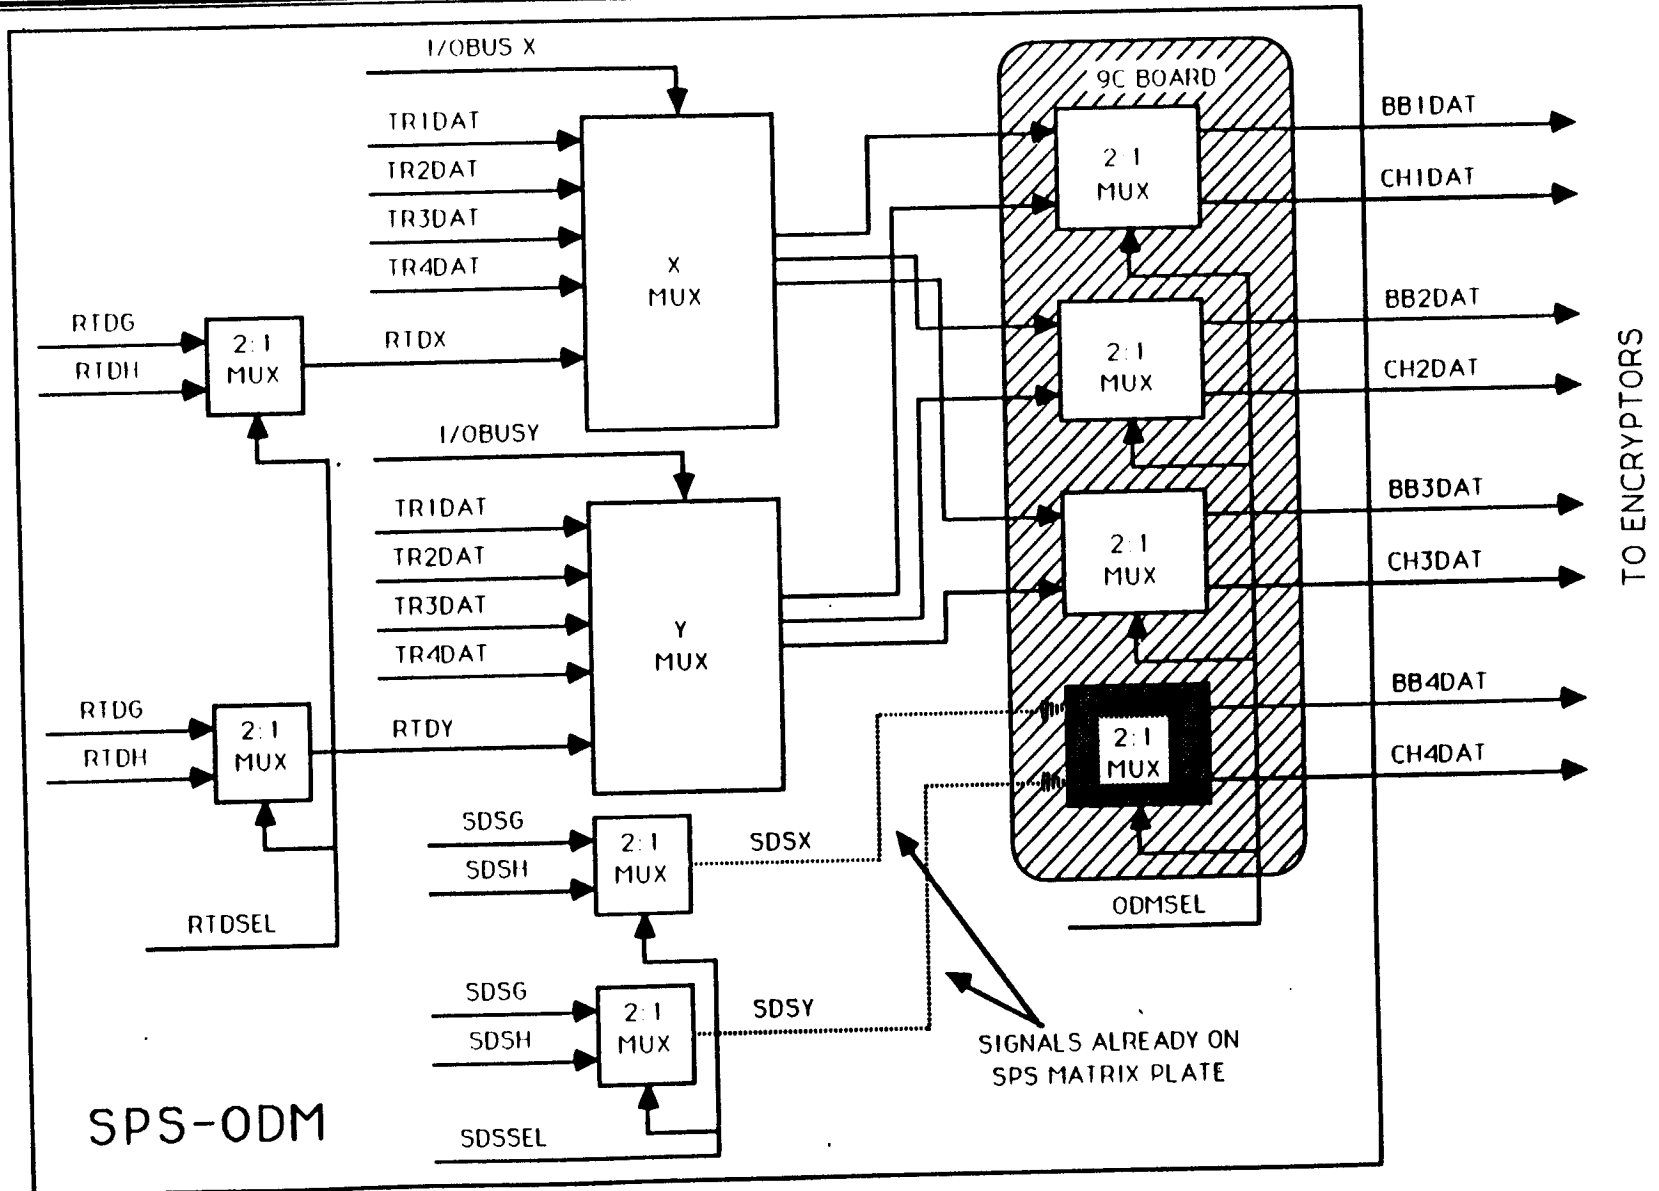 I/OBUS X
9C BOARD
TR1DAT
TR2DAT
TR3DAT
TR4DAT
X
MUX
2:1
MUX
BB1DAT
CH1DAT
RTDG
RTDH
2:1
MUX
RTDX
2:1
MUX
BB2DAT
CH2DAT
I/OBUSY
TR1DAT
TR2DAT
TR3DAT
TR4DAT
Y
MUX
2:1
MUX
BB3DAT
CH3DAT
TO ENCRYPTORS
RTDG
RTDH
2:1
MUX
RTDY
2:1
MUX
BB4DAT
CH4DAT
SDSG
SDSH
2:1
MUX
SDSX
RTDSEL
ODMSEL
SDSG
SDSH
2:1
MUX
SDSY
SIGNALS ALREADY ON
SPS MATRIX PLATE
SPS-ODM
SDSSEL